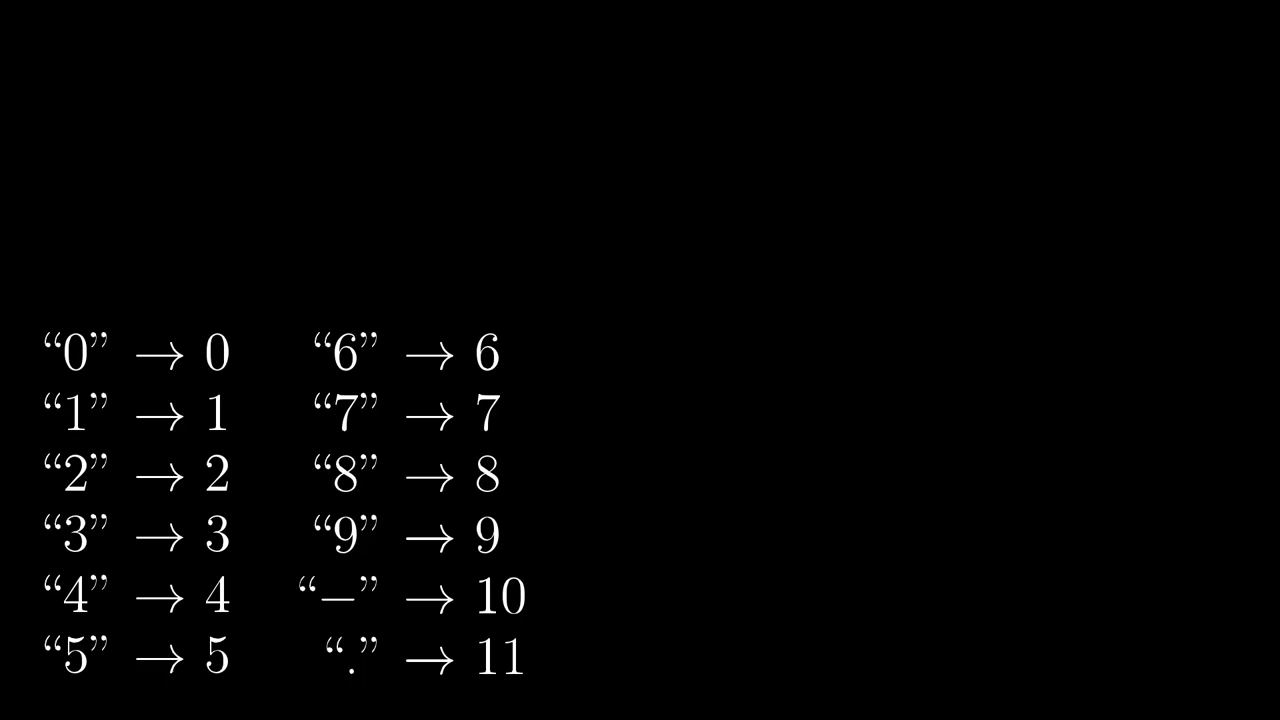 “0” → 0 “6” → 6
“1” → 1 “7” → 7
“2” → 2 “8” → 8
“3” → 3 “9” → 9
“4” → 4 “−” → 10
“5” → 5 “.” → 11